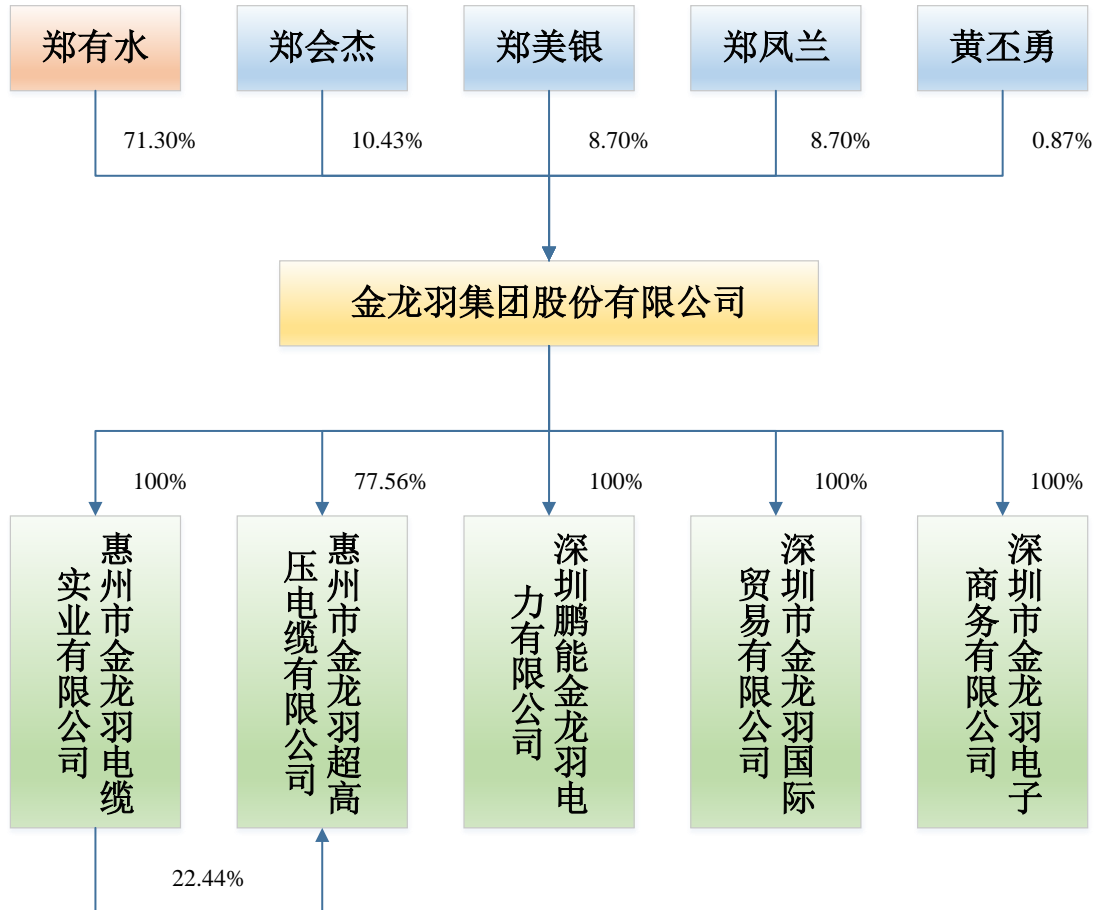 郑有水
郑会杰
郑美银
郑凤兰
黄丕勇
71.30%
10.43%
8.70%
8.70%
0.87%
金龙羽集团股份有限公司
100%
77.56%
100%
100%
100%
惠州市金龙羽电缆
实业有限公司
惠州市金龙羽超高
压电缆有限公司
深圳鹏能金龙羽电
力有限公司
深圳市金龙羽国际
贸易有限公司
深圳市金龙羽电子
商务有限公司
22.44%